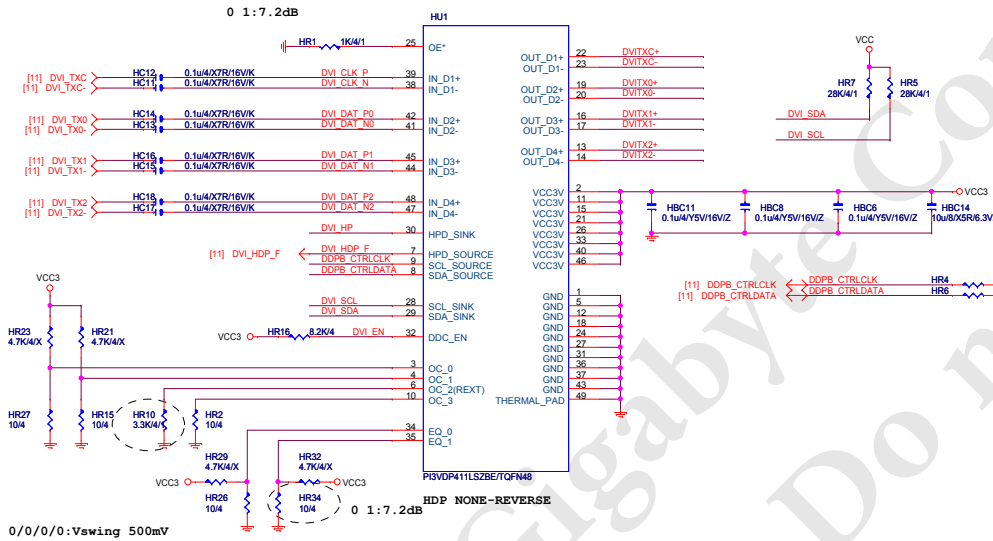 0 1:7.2dB
HU1
HR1 1K/4/1
25 OE*
[11] DVI_TXC HC12 0.1u/4/X7R/16V/K DVI_CLK_P 39 IN_D1+
[11] DVI_TXC- HC11 0.1u/4/X7R/16V/K DVI_CLK_N 38 IN_D1-
[11] DVI_TX0 HC14 0.1u/4/X7R/16V/K DVI_DAT_P0 42 IN_D2+
[11] DVI_TX0- HC13 0.1u/4/X7R/16V/K DVI_DAT_N0 41 IN_D2-
[11] DVI_TX1 HC16 0.1u/4/X7R/16V/K DVI_DAT_P1 45 IN_D3+
[11] DVI_TX1- HC15 0.1u/4/X7R/16V/K DVI_DAT_N1 44 IN_D3-
[11] DVI_TX2 HC18 0.1u/4/X7R/16V/K DVI_DAT_P2 48 IN_D4+
[11] DVI_TX2- HC17 0.1u/4/X7R/16V/K DVI_DAT_N2 47 IN_D4-
DVI_HP 30 HPD_SINK
[11] DVI_HDP_F 7 HPD_SOURCE
DDPB_CTRLCLK 9 SCL_SOURCE
DDPB_CTRLDATA 8 SDA_SOURCE
DVI_SCL 28 SCL_SINK
DVI_SDA 29 SDA_SINK
VCC3 HR16 8.2K/4 DVI_EN 32 DDC_EN
3 OC_0
4 OC_1
6 OC_2(REXT)
10 OC_3
34 EQ_0
35 EQ_1
OUT_D1+ 22 DVITXC+
OUT_D1- 23 DVITXC-
OUT_D2+ 19 DVITX0+
OUT_D2- 20 DVITX0-
OUT_D3+ 16 DVITX1+
OUT_D3- 17 DVITX1-
OUT_D4+ 13 DVITX2+
OUT_D4- 14 DVITX2-
VCC3V 2
VCC3V 11
VCC3V 15
VCC3V 21
VCC3V 26
VCC3V 33
VCC3V 40
VCC3V 46
GND 1
GND 5
GND 12
GND 18
GND 24
GND 27
GND 31
GND 36
GND 37
GND 43
THERMAL_PAD 49
PI3VDP411LSZBE/TQFN48
HDP NONE-REVERSE
VCC
HR7
28K/4/1
HR5
28K/4/1
DVI_SDA
DVI_SCL
VCC3
HBC11
0.1u/4/Y5V/16V/Z
HBC8
0.1u/4/Y5V/16V/Z
HBC6
0.1u/4/Y5V/16V/Z
HBC14
10u/8/X5R/6.3V
[11] DDPB_CTRLCLK DDPB_CTRLCLK HR4
[11] DDPB_CTRLDATA DDPB_CTRLDATA HR6
VCC3
HR23
4.7K/4/X
HR21
4.7K/4/X
HR27
10/4
HR15
10/4
HR10
3.3K/4/1
HR2
10/4
HR29
4.7K/4/X
VCC3
HR26
10/4
HR32
4.7K/4/X
VCC3
HR34
10/4
0 1:7.2dB
0/0/0/0:Vswing 500mV
Gigabyte Co
Do n